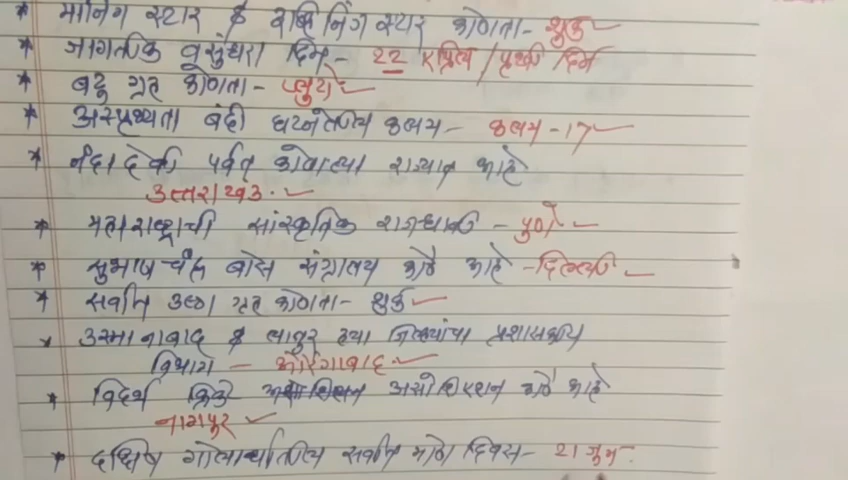 * मॉर्निंग स्टार & इव्हिनिंग स्टार कोणता - शुक्र
* जागतिक वसुंधरा दिन - 22 एप्रिल / पृथ्वी दिन
* बटु ग्रह कोणता - प्लुटो
* अस्पृश्यता बंदी घटनेतील कलम - कलम - 17
* नंदा देवी पर्वत कोणत्या राज्यात आहे
उत्तराखंड.
* महाराष्ट्राची सांस्कृतिक राजधानी - पुणे
* सुभाष चंद्र बोस संग्रालय कोठे आहे - दिल्ली
* सर्वात उष्ण ग्रह कोणता - शुक्र
* उस्मानाबाद & लातुर ह्या जिल्ह्यांचा प्रशासकीय
विभाग - औरंगाबाद.
* विदर्भ क्रिकेट असोशिएशन कोठे आहे
नागपुर
* दक्षिण गोलार्धातील सर्वात मोठा दिवस - 21 जुन.